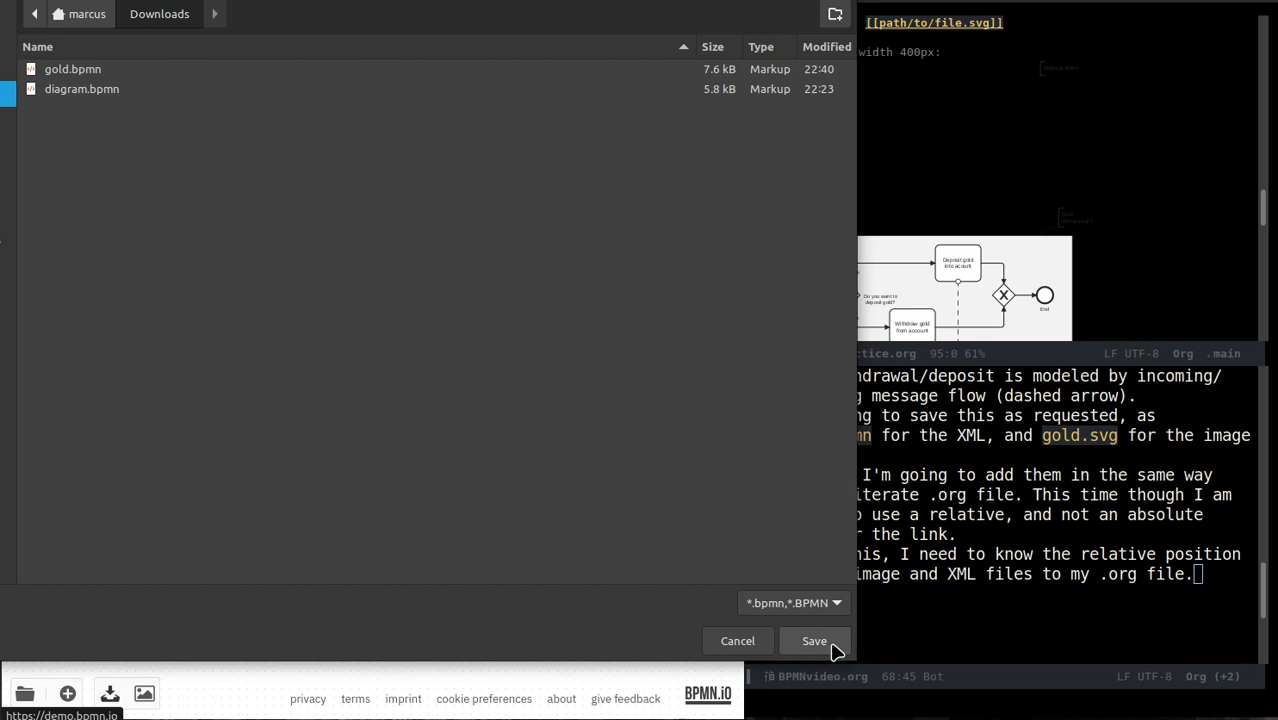 marcus
Downloads
Name
Size
Type
Modified
gold.bpmn
7.6 kB
Markup
22:40
diagram.bpmn
5.8 kB
Markup
22:23
*.bpmn,*.BPMN
Cancel
Save
privacy
terms
imprint
cookie preferences
about
give feedback
BPMN.iO
https://demo.bpmn.io
[[path/to/file.svg]]
width 400px:
Deposit gold
into acount
Do you want to
deposit gold?
X
End
Withdraw gold
from account
ctice.org 95:0 61%
LF UTF-8 Org .main
hdrawal/deposit is modeled by incoming/
g message flow (dashed arrow).
ng to save this as requested, as
mn for the XML, and gold.svg for the image
I'm going to add them in the same way
iterate .org file. This time though I am
o use a relative, and not an absolute
r the link.
his, I need to know the relative position
image and XML files to my .org file.
BPMNvideo.org 68:45 Bot
LF UTF-8 Org (+2)